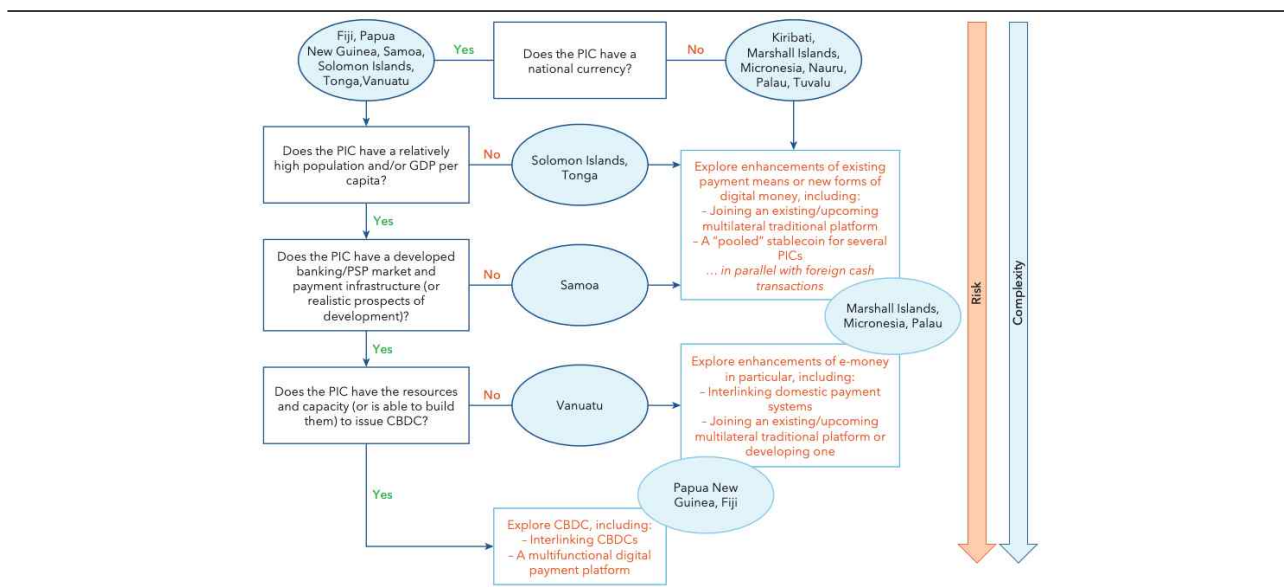 Fiji, Papua
New Guinea, Samoa,
Solomon Islands,
Tonga,Vanuatu
Yes
Does the PIC have a
national currency?
No
Kiribati,
Marshall Islands,
Micronesia, Nauru,
Palau, Tuvalu
Does the PIC have a relatively
high population and/or GDP per
capita?
No
Solomon Islands,
Tonga
Explore enhancements of existing
payment means or new forms of
digital money, including:
– Joining an existing/upcoming
multilateral traditional platform
– A “pooled” stablecoin for several
PICs
… in parallel with foreign cash
transactions
Yes
Does the PIC have a developed
banking/PSP market and
payment infrastructure (or
realistic prospects of
development)?
No
Samoa
Marshall Islands,
Micronesia, Palau
Yes
Does the PIC have the resources
and capacity (or is able to build
them) to issue CBDC?
No
Vanuatu
Explore enhancements of e-money
in particular, including:
– Interlinking domestic payment
systems
– Joining an existing/upcoming
multilateral traditional platform or
developing one
Yes
Papua New
Guinea, Fiji
Explore CBDC, including:
– Interlinking CBDCs
– A multifunctional digital
payment platform
Risk
Complexity